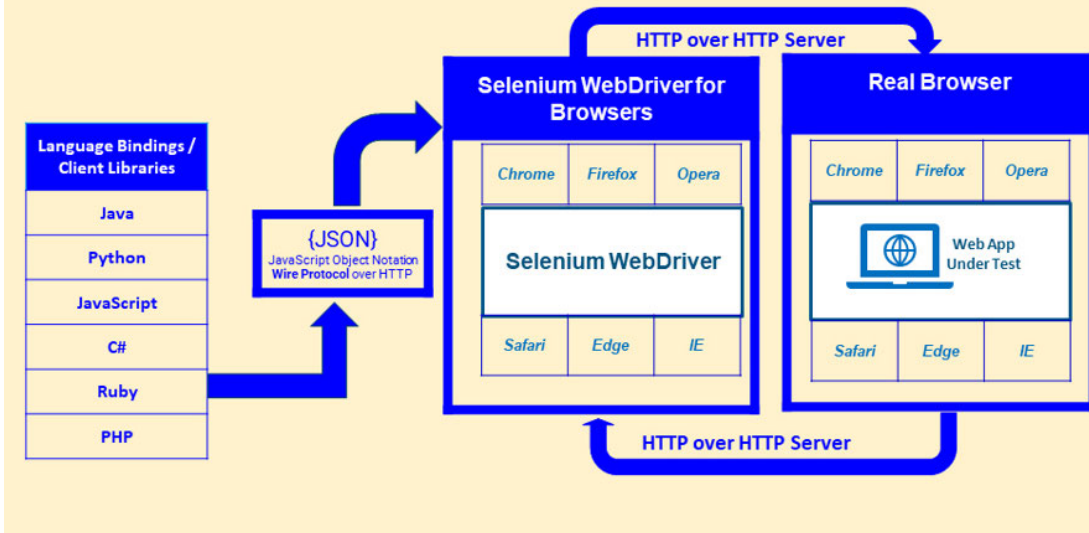 Language Bindings /
Client Libraries
Java
Python
JavaScript
C#
Ruby
PHP
{JSON}
JavaScript Object Notation
Wire Protocol over HTTP
HTTP over HTTP Server
Selenium WebDriver for
Browsers
Chrome Firefox Opera
Selenium WebDriver
Safari Edge IE
Real Browser
Chrome Firefox Opera
Web App
Under Test
Safari Edge IE
HTTP over HTTP Server